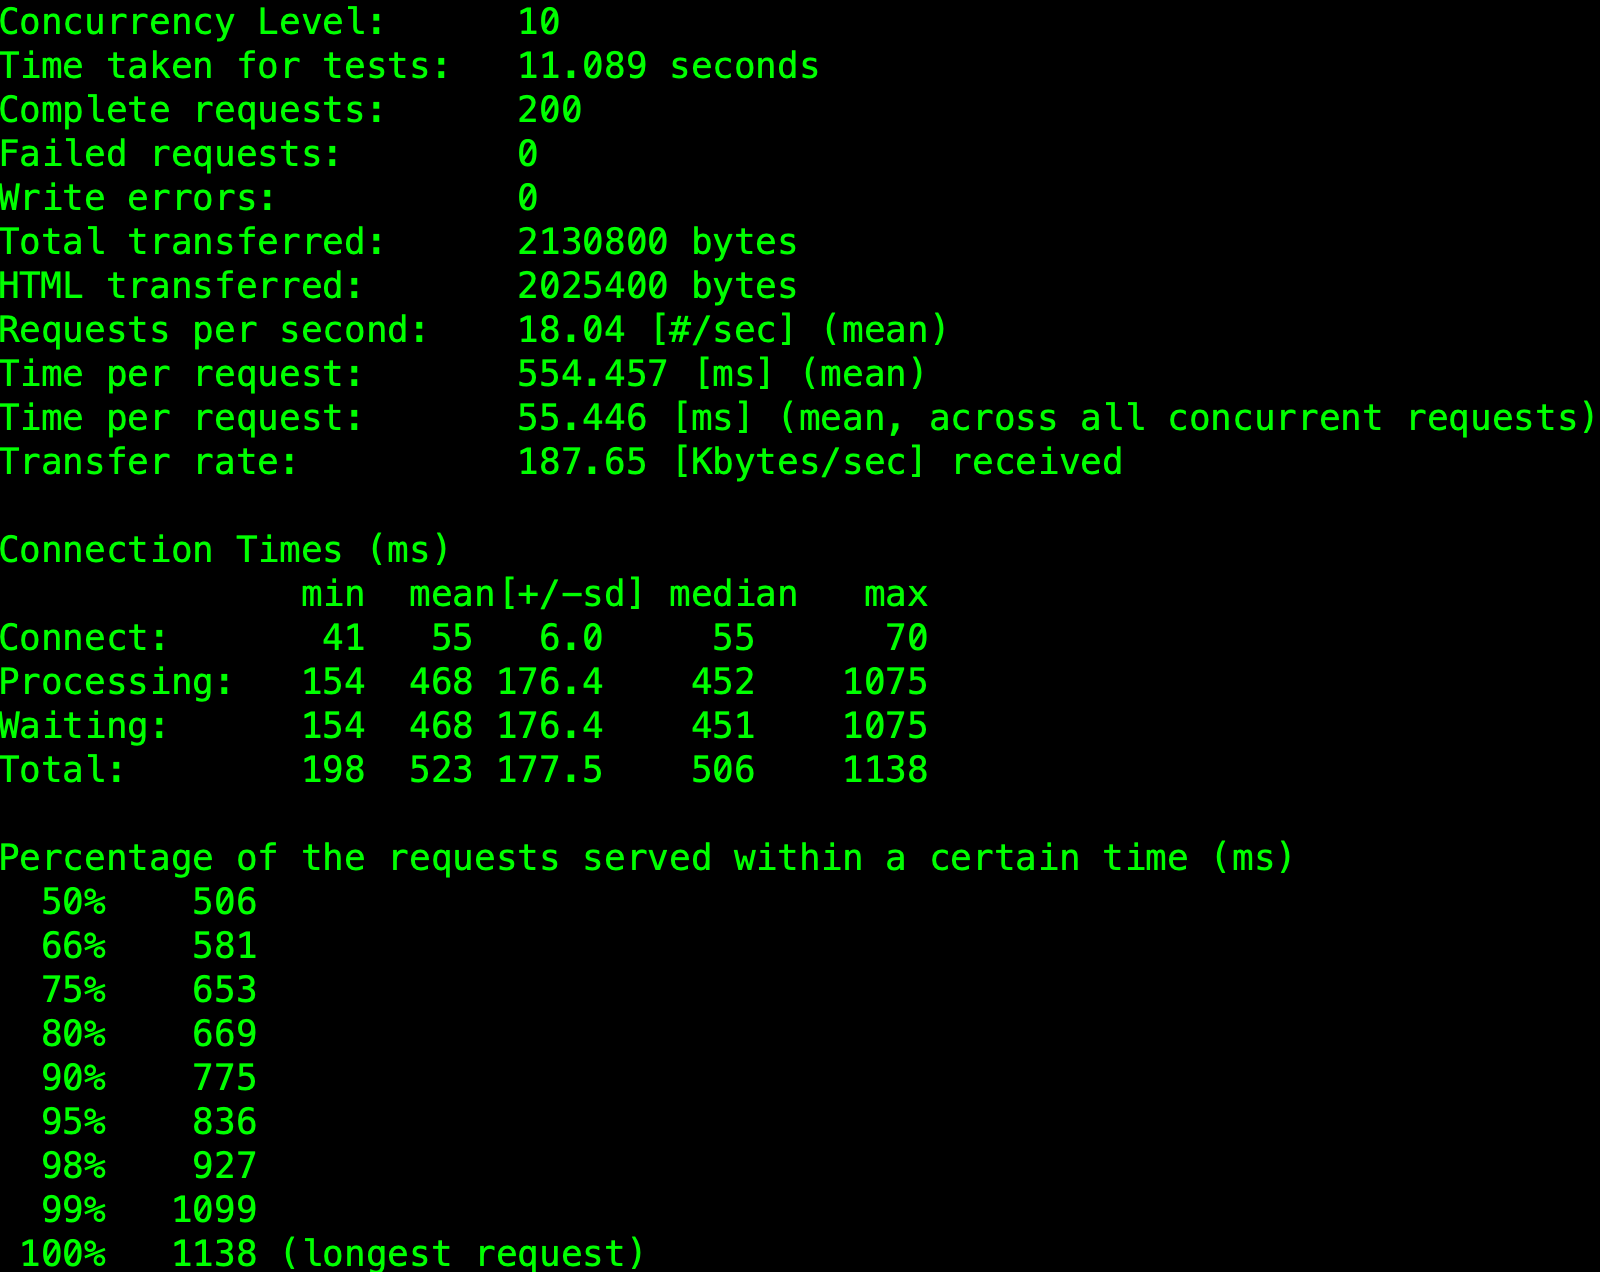 Concurrency Level:      10
Time taken for tests:   11.089 seconds
Complete requests:      200
Failed requests:        0
Write errors:           0
Total transferred:      2130800 bytes
HTML transferred:       2025400 bytes
Requests per second:    18.04 [#/sec] (mean)
Time per request:       554.457 [ms] (mean)
Time per request:       55.446 [ms] (mean, across all concurrent requests)
Transfer rate:          187.65 [Kbytes/sec] received

Connection Times (ms)
              min  mean[+/-sd] median   max
Connect:       41   55   6.0     55      70
Processing:   154  468 176.4    452    1075
Waiting:      154  468 176.4    451    1075
Total:        198  523 177.5    506    1138

Percentage of the requests served within a certain time (ms)
  50%    506
  66%    581
  75%    653
  80%    669
  90%    775
  95%    836
  98%    927
  99%   1099
 100%   1138 (longest request)